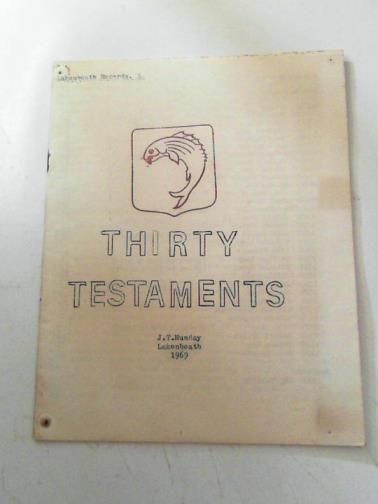 Lakenheath Records. 1.
THIRTY
TESTAMENTS
J.T.Munday
Lakenheath
1969